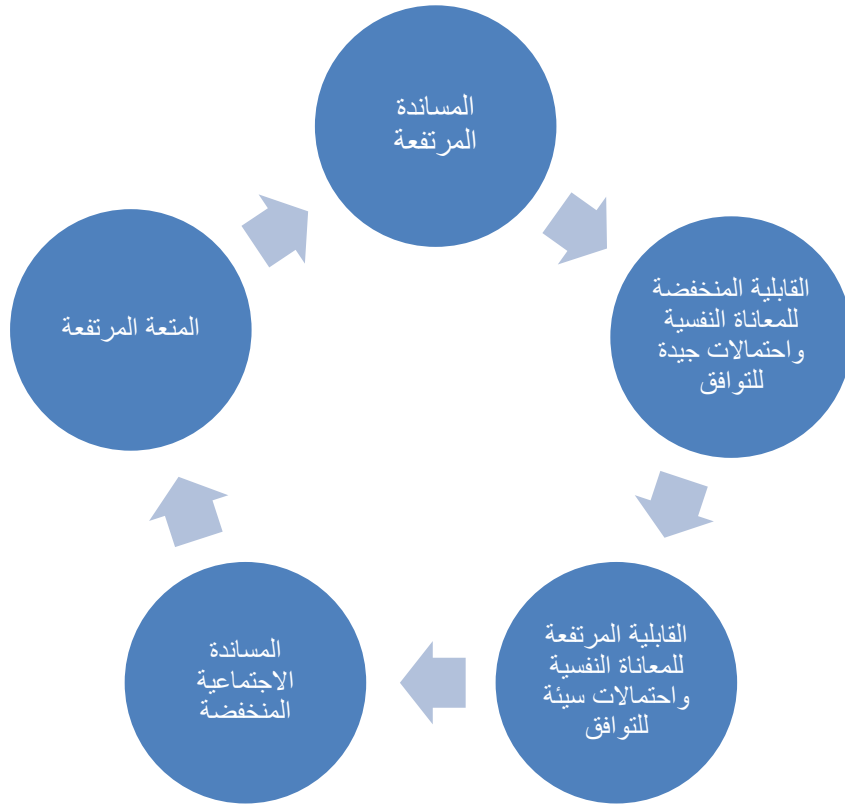 المساندة
المرتفعة
القابلية المنخفضة
للمعاناة النفسية
واحتمالات جيدة
للتوافق
القابلية المرتفعة
للمعاناة النفسية
واحتمالات سيئة
للتوافق
المساندة
الاجتماعية
المنخفضة
المتعة المرتفعة